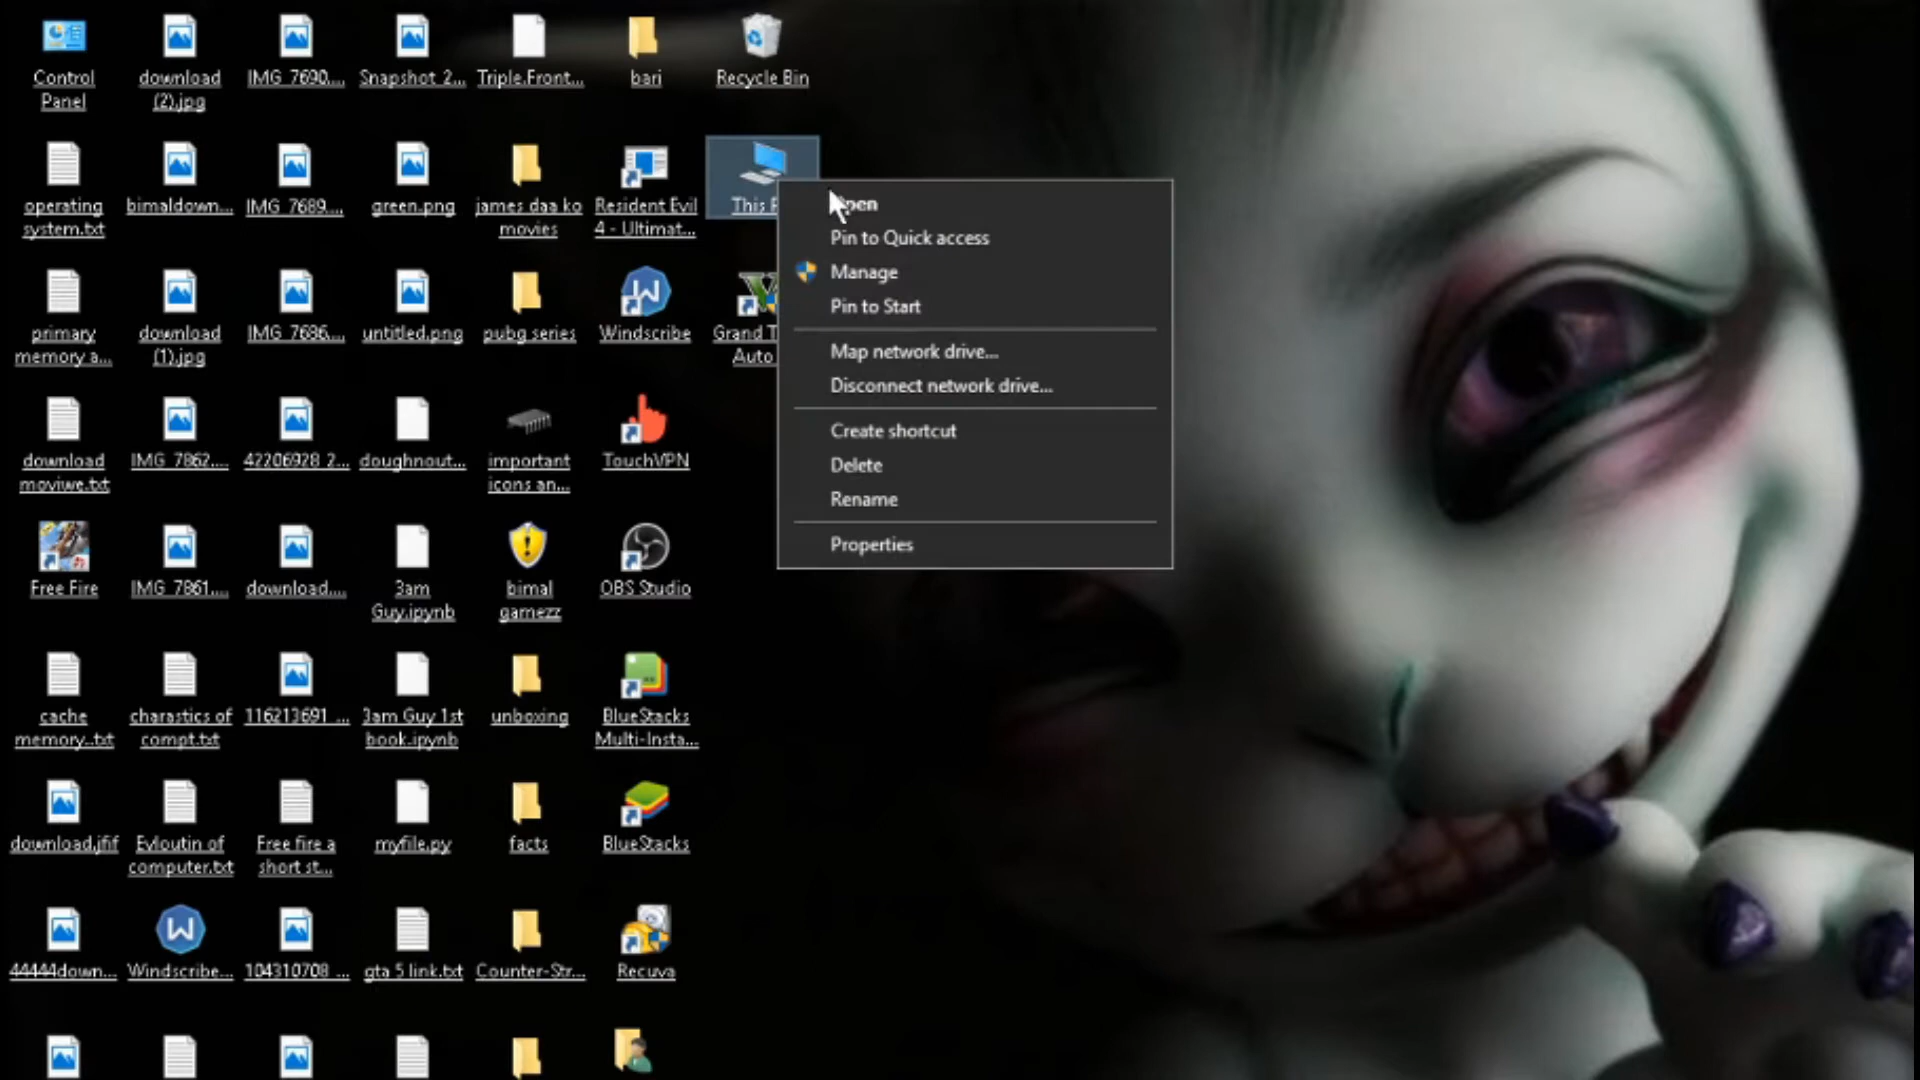 Control
Panel
download
(2).jpg
IMG_7690....
Snapshot_2...
Triple.Front...
bari
Recycle Bin
operating
system.txt
bimaldown...
IMG_7689....
green.png
james daa ko
movies
Resident Evil
4 - Ultimat...
This
primary
memory a...
download
(1).jpg
IMG_7686....
untitled.png
pubg series
Windscribe
Grand T
Auto
download
moviwe.txt
IMG_7862....
42206928_2...
doughnout...
important
icons an...
TouchVPN
Free Fire
IMG_7861....
download....
3am
Guy.ipynb
bimal
gamezz
OBS Studio
cache
memory..txt
charastics of
compt.txt
116213691_...
3am Guy 1st
book.ipynb
unboxing
BlueStacks
Multi-Insta...
download.jfif
Evloutin of
computer.txt
Free fire a
short st...
myfile.py
facts
BlueStacks
44444down...
Windscribe...
104310708_...
gta 5 link.txt
Counter-Str...
Recuva
Open
Pin to Quick access
Manage
Pin to Start
Map network drive...
Disconnect network drive...
Create shortcut
Delete
Rename
Properties